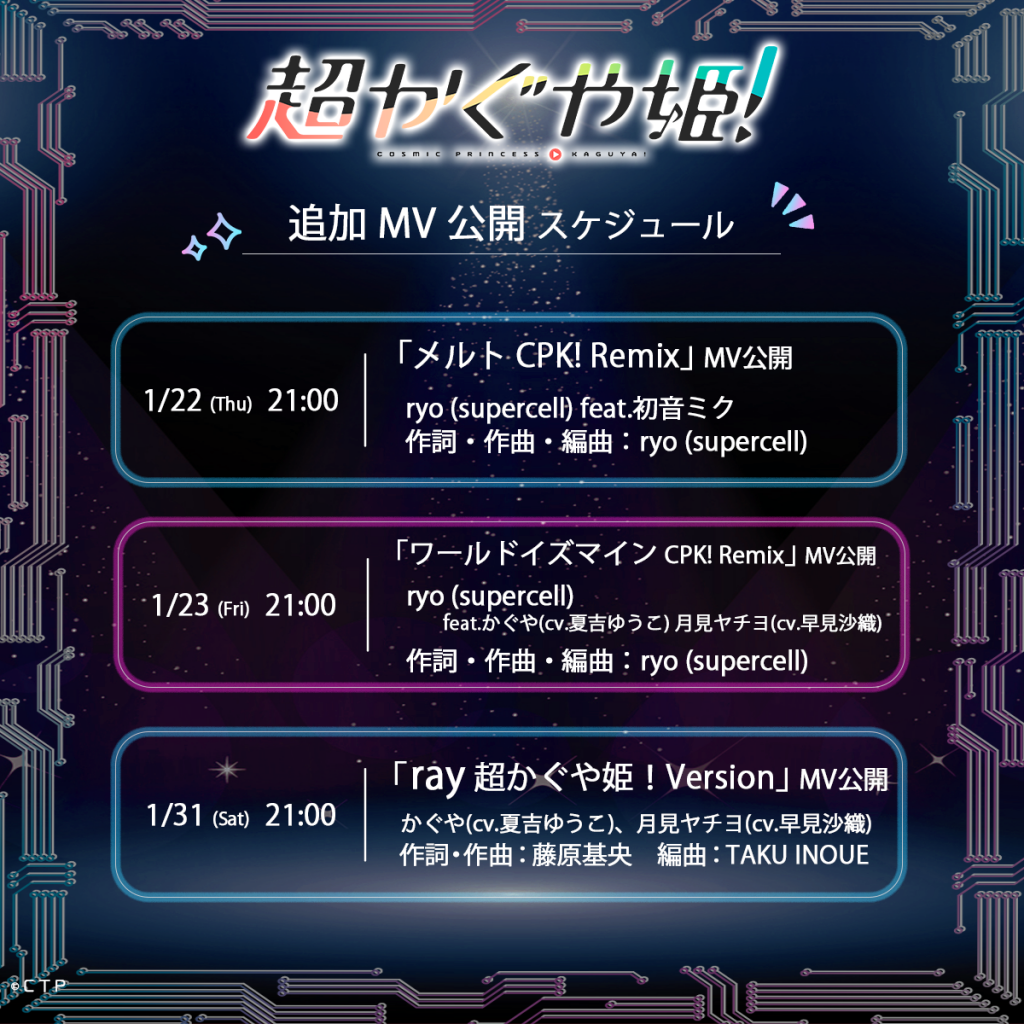 超かぐや姫!
COSMIC PRINCESS KAGUYA!
追加 MV 公開 スケジュール
1/22 (Thu) 21:00
「メルト CPK! Remix」 MV公開
ryo (supercell) feat.初音ミク
作詞・作曲・編曲：ryo (supercell)
1/23 (Fri) 21:00
「ワールドイズマイン CPK! Remix」 MV公開
ryo (supercell)
feat.かぐや(cv.夏吉ゆうこ) 月見ヤチヨ(cv.早見沙織)
作詞・作曲・編曲：ryo (supercell)
1/31 (Sat) 21:00
「ray 超かぐや姫！Version」 MV公開
かぐや(cv.夏吉ゆうこ)、月見ヤチヨ(cv.早見沙織)
作詞・作曲：藤原基央　編曲：TAKU INOUE
©CTP